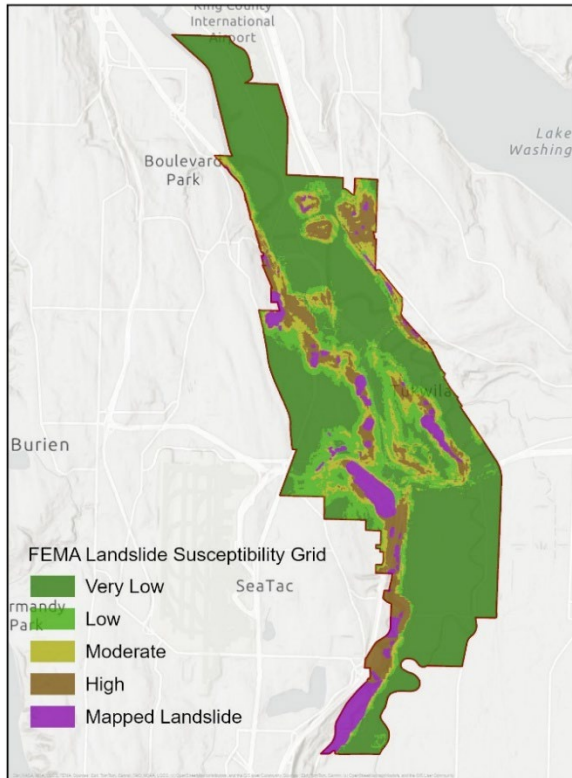 King County
International
Airport
Lake
Washing
Boulevard
Park
Tukwila
Burien
FEMA Landslide Susceptibility Grid
Very Low
Low
rmandy
Park
SeaTac
Moderate
High
Mapped Landslide